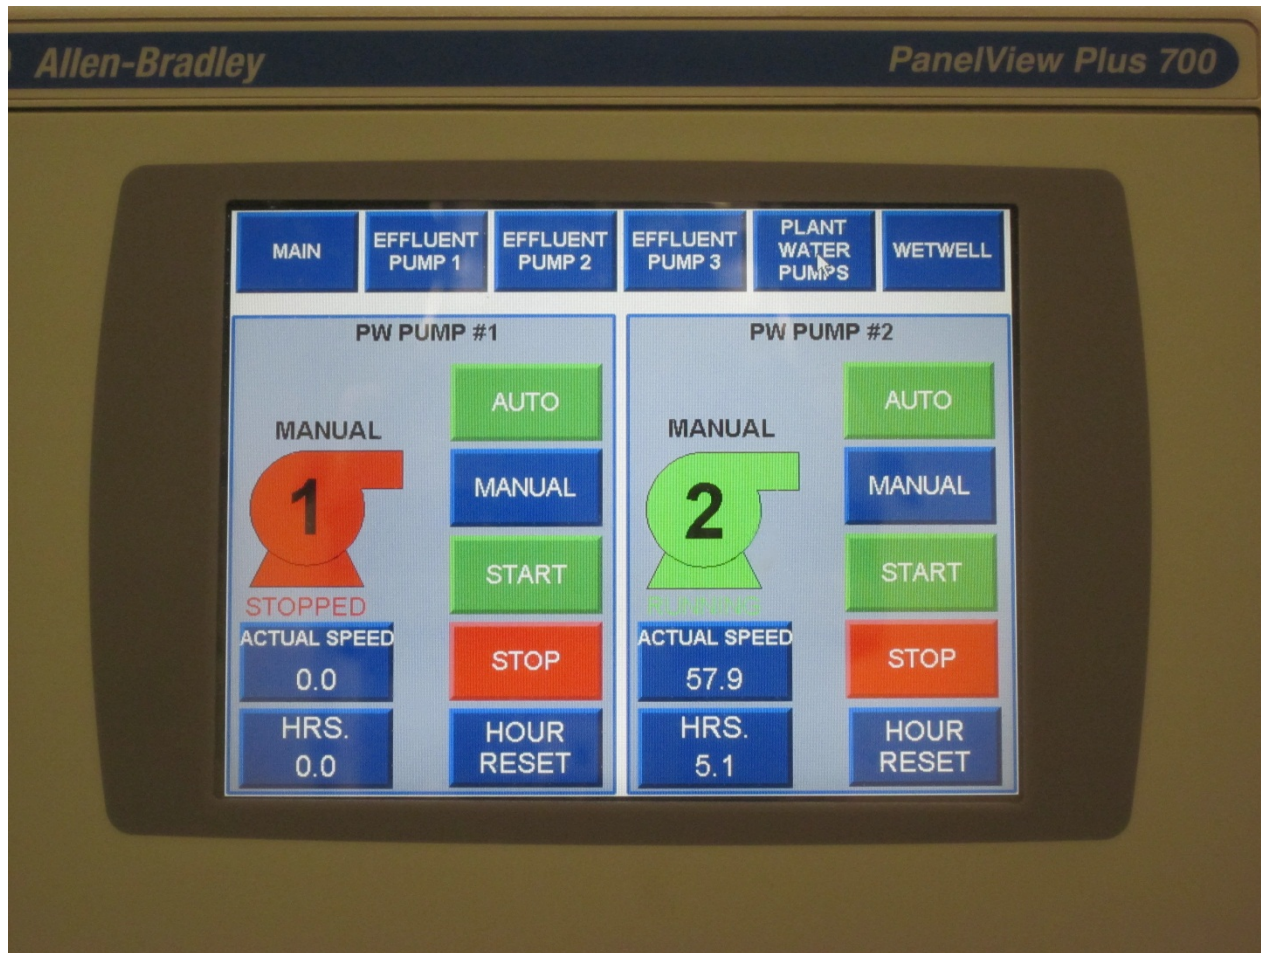 Allen-Bradley
PanelView Plus 700
MAIN
EFFLUENT
PUMP 1
EFFLUENT
PUMP 2
EFFLUENT
PUMP 3
PLANT
WATER
PUMPS
WETWELL
PW PUMP #1
MANUAL
1
STOPPED
ACTUAL SPEED
0.0
HRS.
0.0
AUTO
MANUAL
START
STOP
HOUR
RESET
PW PUMP #2
MANUAL
2
RUNNING
ACTUAL SPEED
57.9
HRS.
5.1
AUTO
MANUAL
START
STOP
HOUR
RESET